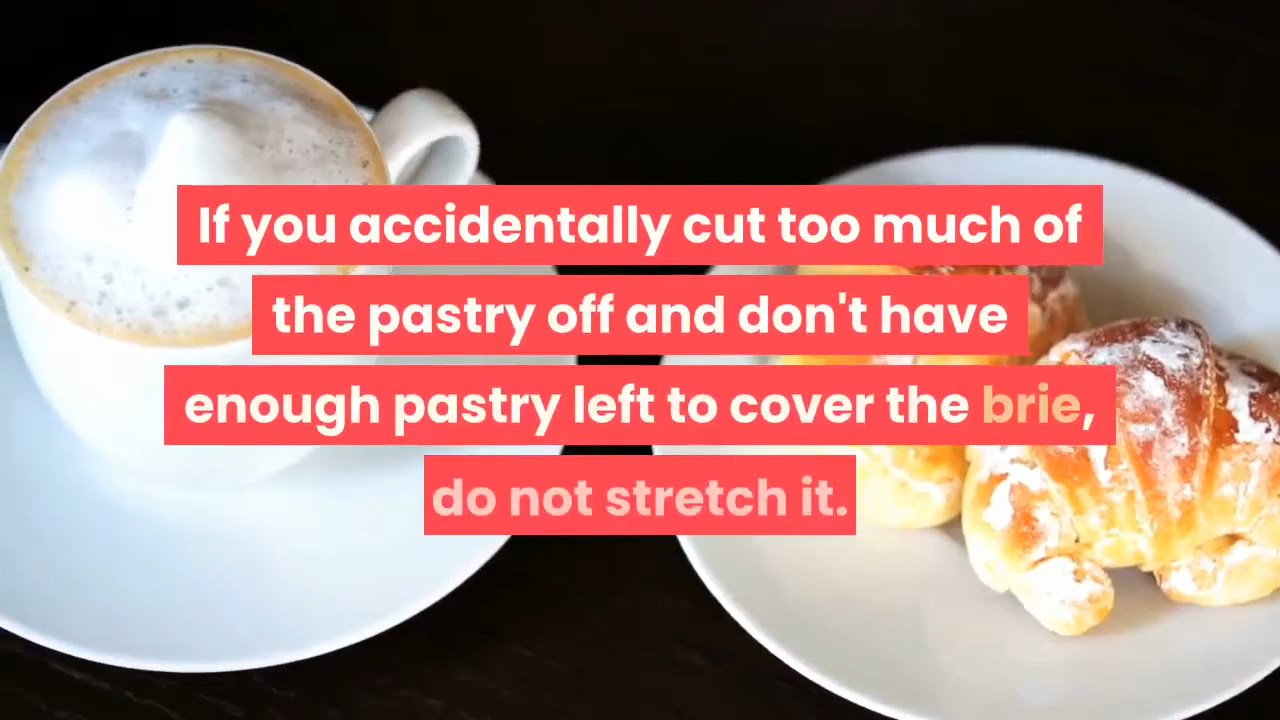 If you accidentally cut too much of
the pastry off and don't have
enough pastry left to cover the brie,
do not stretch it.